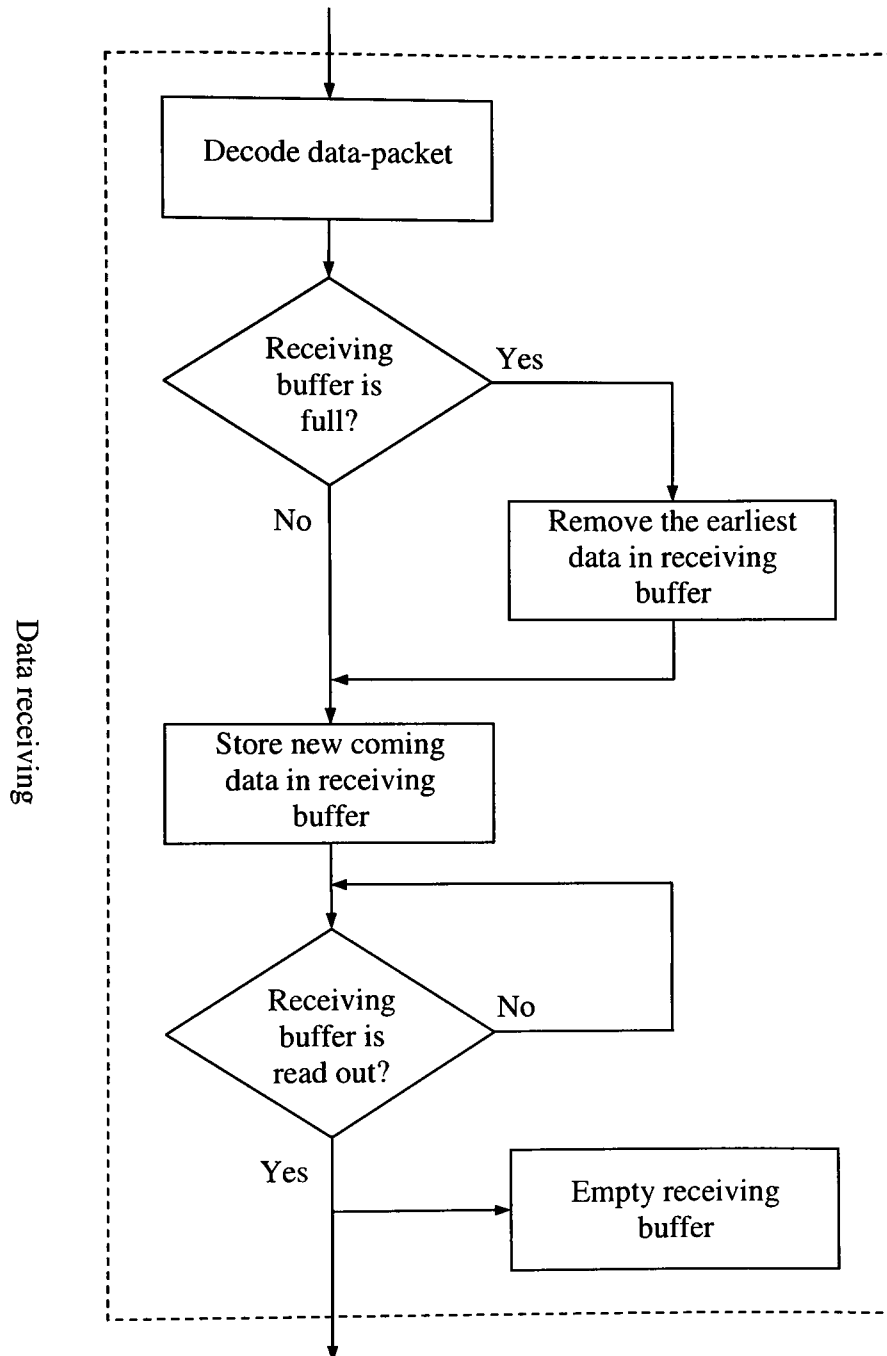 Decode data-packet
Receiving
buffer is
full?
Yes
No
Remove the earliest
data in receiving
buffer
Data receiving
Store new coming
data in receiving
buffer
Receiving
buffer is
read out?
No
Yes
Empty receiving
buffer